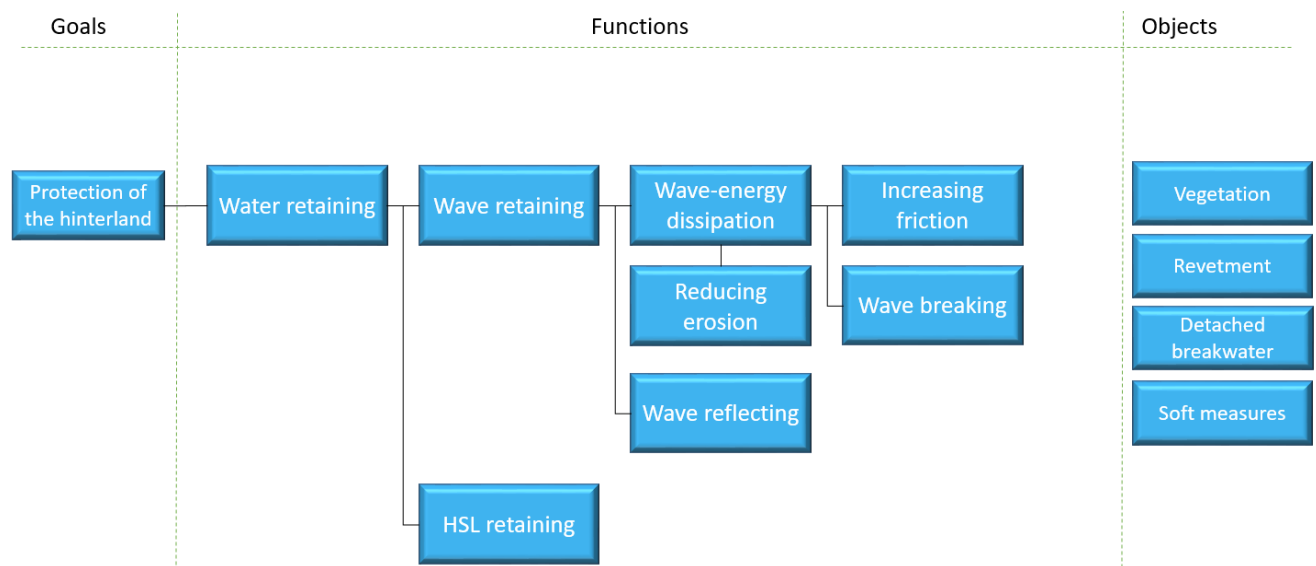 Goals
Functions
Objects
Protection of
the hinterland
Water retaining
Wave retaining
Wave-energy
dissipation
Increasing
friction
Reducing
erosion
Wave breaking
Wave reflecting
HSL retaining
Vegetation
Revetment
Detached
breakwater
Soft measures